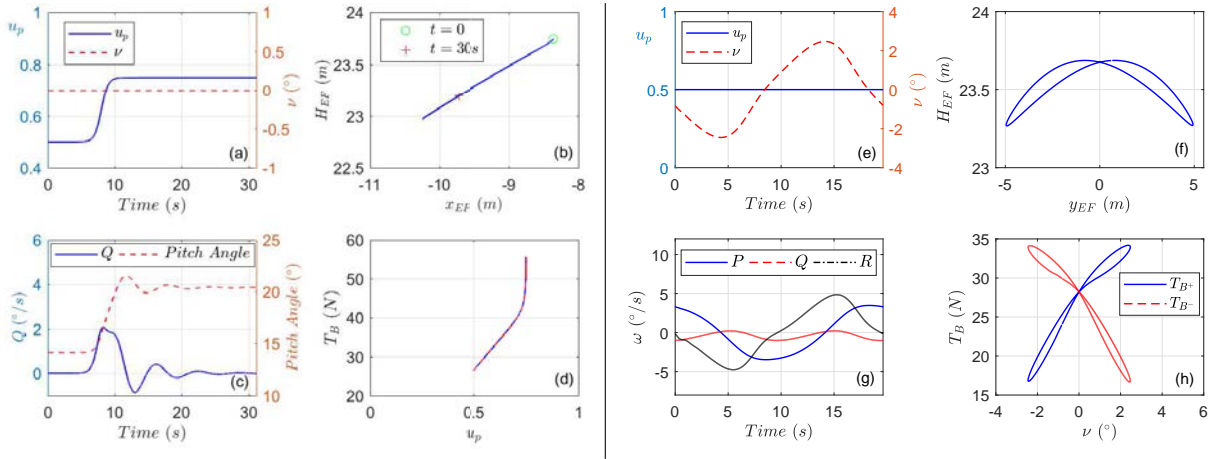 u_p
1
0.8
0.6
0.4
u_p
ν
(a)
0
10
20
30
Time (s)
1
0.5
0
-0.5
-1
ν (°)
H_EF (m)
24
23.5
23
22.5
t = 0
t = 30s
(b)
-11
-10
-9
-8
x_EF (m)
Q (°/s)
6
4
2
0
Q
Pitch Angle
(c)
0
10
20
30
Time (s)
25
20
15
10
Pitch Angle (°)
T_B (N)
60
50
40
30
20
(d)
0
0.5
1
u_p
u_p
1
0.5
0
u_p
ν
(e)
0
5
10
15
Time (s)
4
2
0
-2
-4
ν (°)
H_EF (m)
24
23.5
23
(f)
-5
0
5
y_EF (m)
ω (°/s)
5
0
-5
P
Q
R
(g)
0
5
10
15
Time (s)
T_B (N)
35
30
25
20
15
T_B+
T_B-
(h)
-4
-2
0
2
4
6
ν (°)